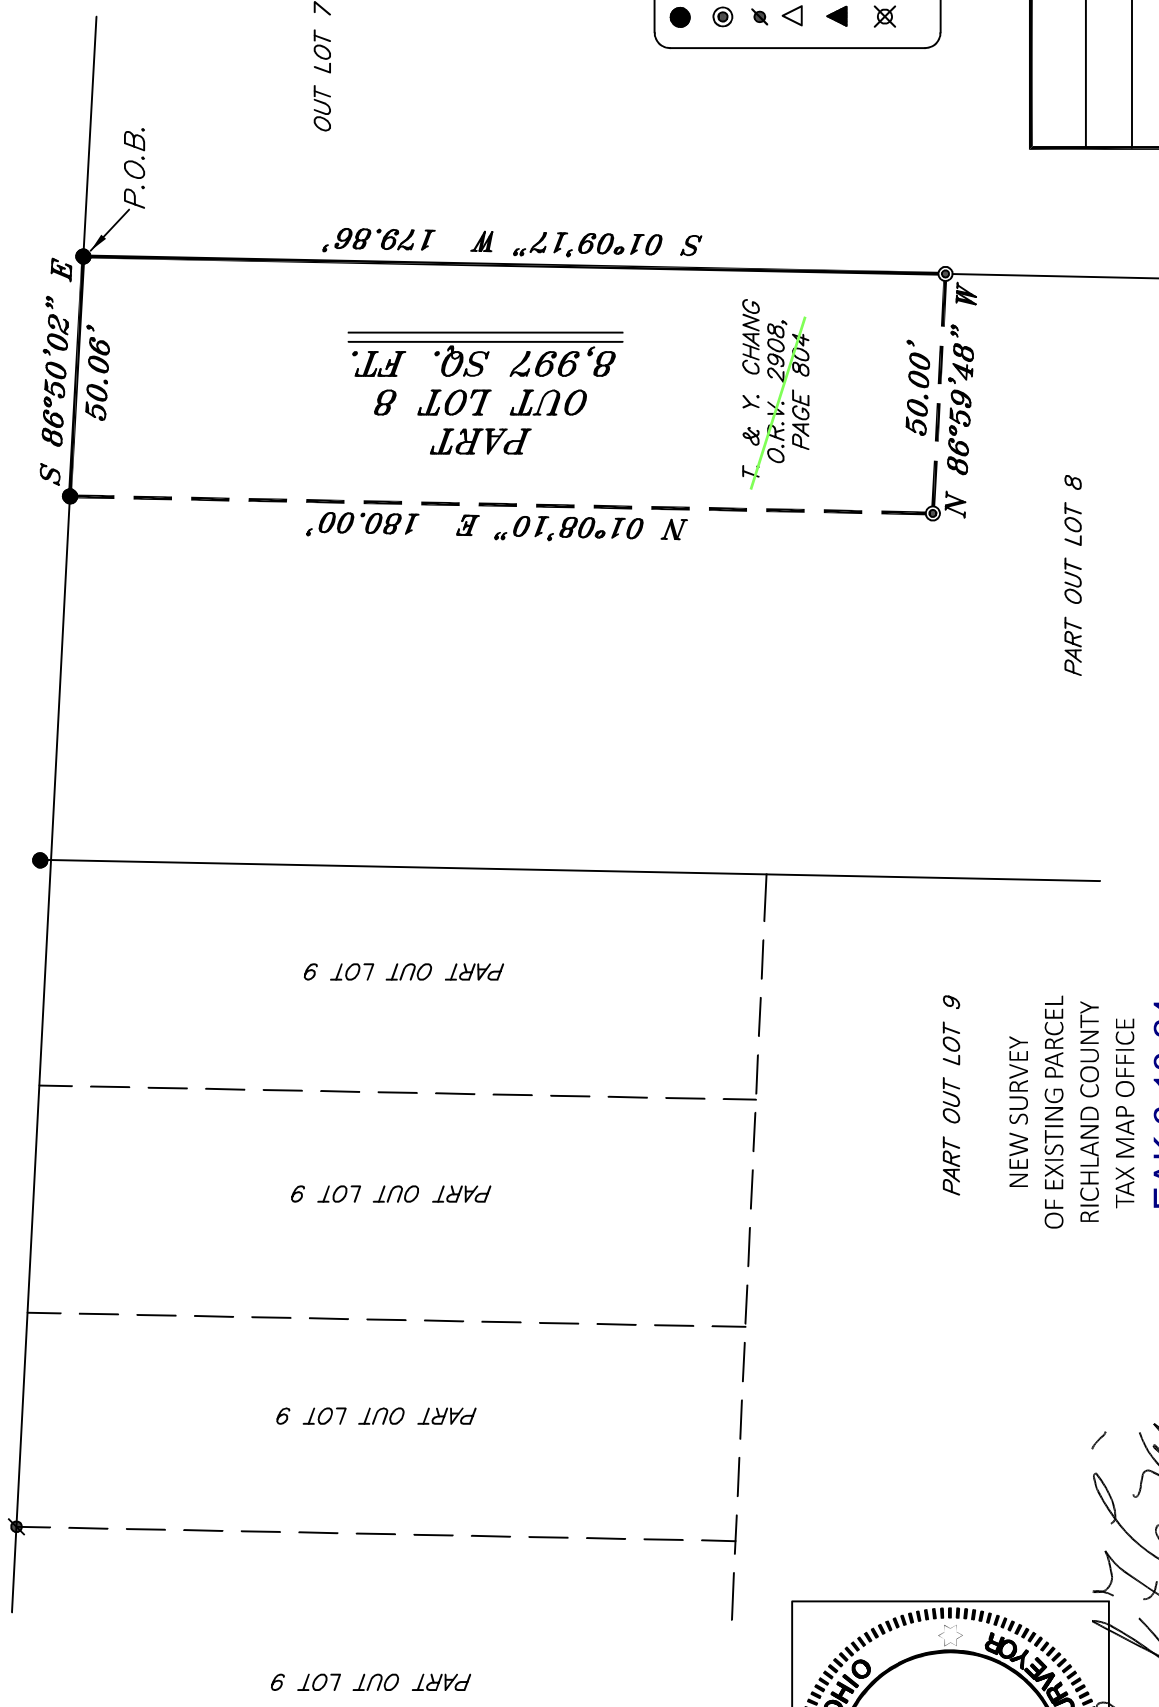 OUT LOT 7
P.O.B.
S 86°50'02" E
50.06'
S 01°09'17" W 179.86'
PART
OUT LOT 8
8,997 SQ. FT.
T. & Y. CHANG
O.R.V. 2908,
PAGE 804
50.00'
N 86°59'48" W
N 01°08'10" E 180.00'
PART OUT LOT 8
PART OUT LOT 9
PART OUT LOT 9
PART OUT LOT 9
PART OUT LOT 9
PART OUT LOT 9
NEW SURVEY
OF EXISTING PARCEL
RICHLAND COUNTY
TAX MAP OFFICE